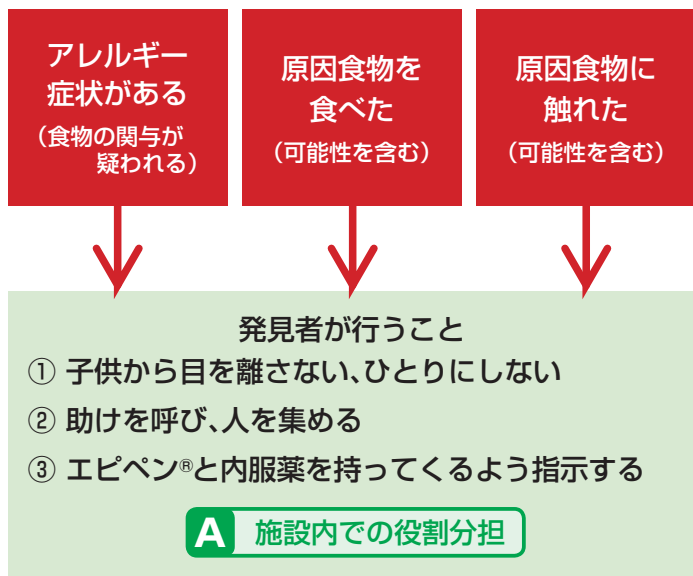 アレルギー
症状がある
（食物の関与が
疑われる）
原因食物を
食べた
（可能性を含む）
原因食物に
触れた
（可能性を含む）
発見者が行うこと
① 子供から目を離さない、ひとりにしない
② 助けを呼び、人を集める
③ エピペン®と内服薬を持ってくるよう指示する
A 施設内での役割分担